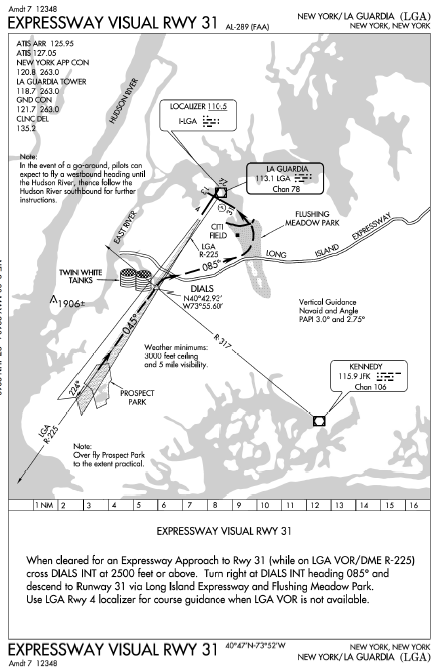 Amdt 7 12348
EXPRESSWAY VISUAL RWY 31
AL-289 (FAA)
NEW YORK/LA GUARDIA (LGA)
NEW YORK, NEW YORK
ATIS ARR 125.95
ATIS 127.05
NEW YORK APP CON
120.8 263.0
LA GUARDIA TOWER
118.7 263.0
GND CON
121.7 263.0
CLNC DEL
135.2
HUDSON RIVER
LOCALIZER 110.5
I-LGA
Note:
In the event of a go-around, pilots can
expect to fly a westbound heading until
the Hudson River, thence follow the
Hudson River southbound for further
instructions.
LA GUARDIA
113.1 LGA
Chan 78
22
4
31
EAST RIVER
CITI
FIELD
FLUSHING
MEADOW PARK
LONG ISLAND EXPRESSWAY
LGA
R-225
085°
TWIN WHITE
TANKS
DIALS
N40°42.92'
W73°55.60'
1906±
Vertical Guidance
Navaid and Angle
PAPI 3.0° and 2.75°
045°
Weather minimums:
3000 feet ceiling
and 5 mile visibility.
R-317
KENNEDY
115.9 JFK
Chan 106
224°
PROSPECT
PARK
LGA
R-225
Note:
Over fly Prospect Park
to the extent practical.
1 NM 2 3 4 5 6 7 8 9 10 11 12 13 14 15 16
EXPRESSWAY VISUAL RWY 31
When cleared for an Expressway Approach to Rwy 31 (while on LGA VOR/DME R-225)
cross DIALS INT at 2500 feet or above. Turn right at DIALS INT heading 085° and
descend to Runway 31 via Long Island Expressway and Flushing Meadow Park.
Use LGA Rwy 4 localizer for course guidance when LGA VOR is not available.
EXPRESSWAY VISUAL RWY 31
40°47'N-73°52'W
NEW YORK, NEW YORK
NEW YORK/LA GUARDIA (LGA)
Amdt 7 12348